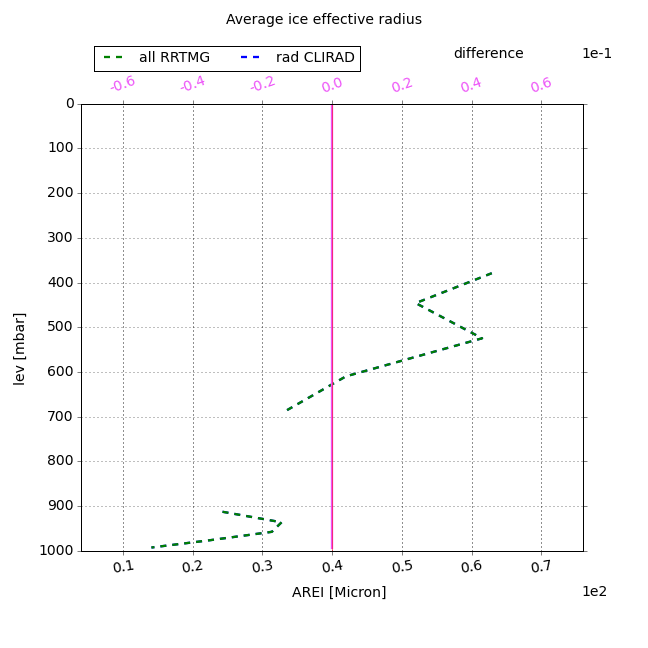 Average ice effective radius
all RRTMG rad CLIRAD difference 1e-1
-0.6 -0.4 -0.2 0.0 0.2 0.4 0.6
0
100
200
300
400
500
600
700
800
900
1000
lev [mbar]
0.1 0.2 0.3 0.4 0.5 0.6 0.7
AREI [Micron] 1e2